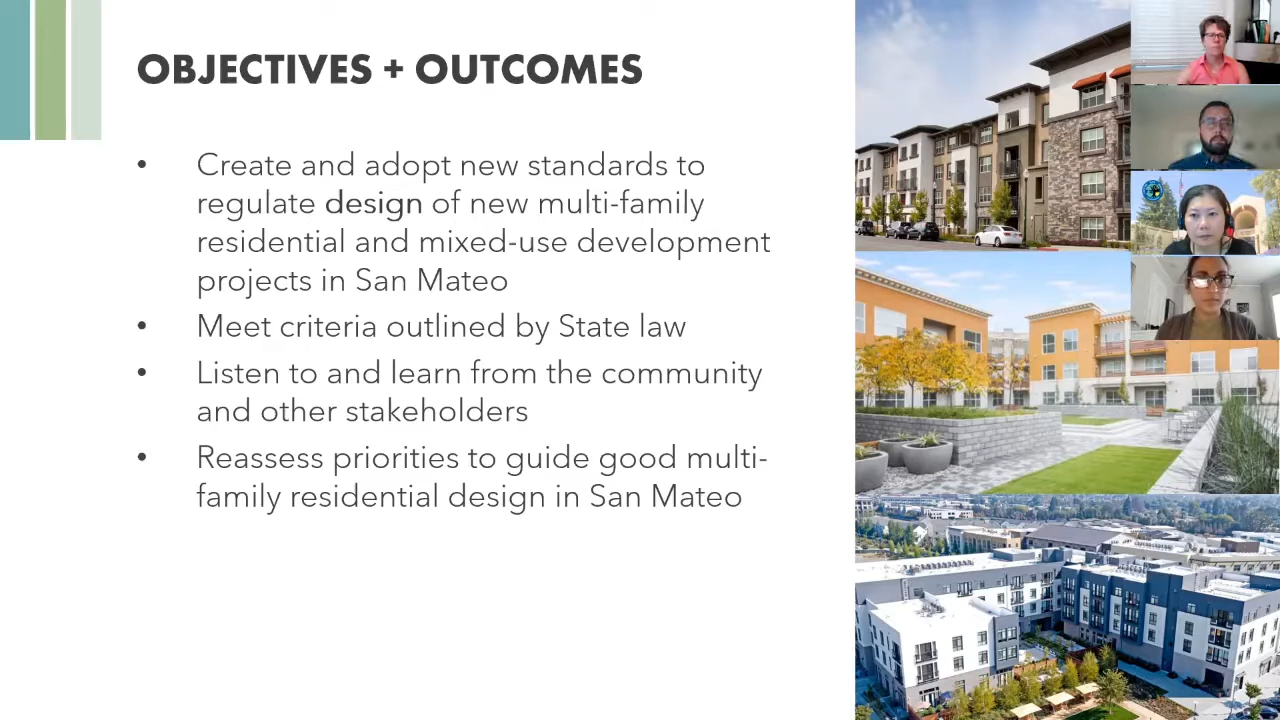 OBJECTIVES + OUTCOMES
• Create and adopt new standards to
regulate design of new multi-family
residential and mixed-use development
projects in San Mateo
• Meet criteria outlined by State law
• Listen to and learn from the community
and other stakeholders
• Reassess priorities to guide good multi-
family residential design in San Mateo